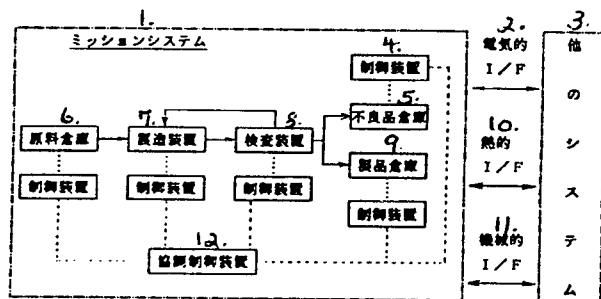 1.
ミッションシステム
2.
電気的
I/F
3.
他のシステム
4.
制御装置
5.
不良品倉庫
6.
原料倉庫
7.
製造装置
8.
検査装置
9.
製品倉庫
10.
熱的
I/F
制御装置
制御装置
制御装置
制御装置
11.
機械的
I/F
12.
協調制御装置